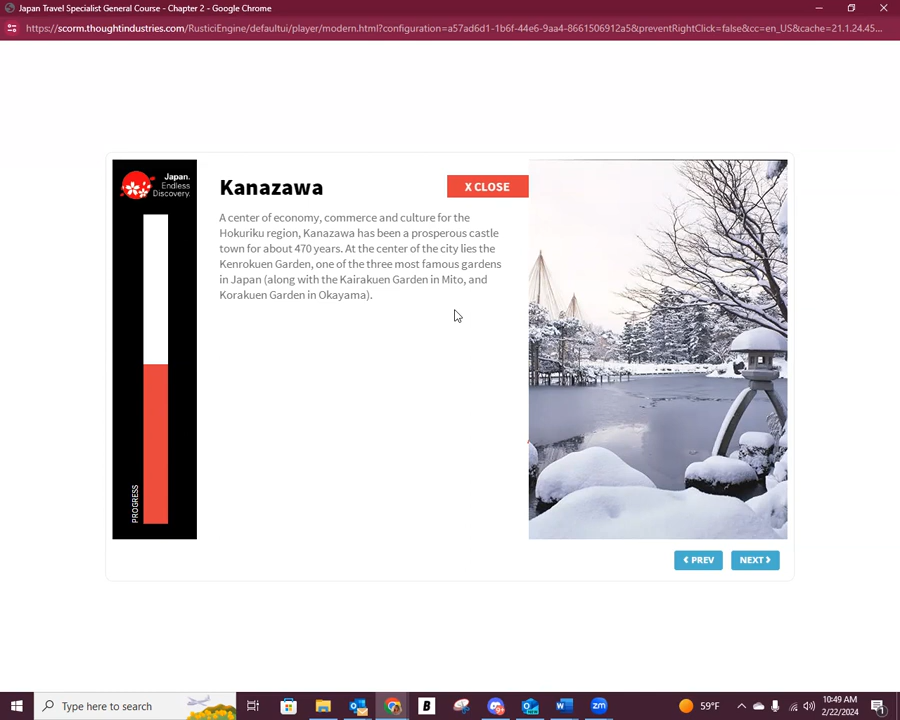 Japan Travel Specialist General Course - Chapter 2 - Google Chrome
https://scorm.thoughtindustries.com/RusticiEngine/defaultui/player/modern.html?configuration=a57ad6d1-1b6f-44e6-9aa4-8661506912a5&preventRightClick=false&cc=en_US&cache=21.1.24.45...
Japan.
Endless
Discovery.
PROGRESS
Kanazawa
X CLOSE
A center of economy, commerce and culture for the
Hokuriku region, Kanazawa has been a prosperous castle
town for about 470 years. At the center of the city lies the
Kenrokuen Garden, one of the three most famous gardens
in Japan (along with the Kairakuen Garden in Mito, and
Korakuen Garden in Okayama).
PREV
NEXT
Type here to search
B
zm
59°F
10:49 AM
2/22/2024
1